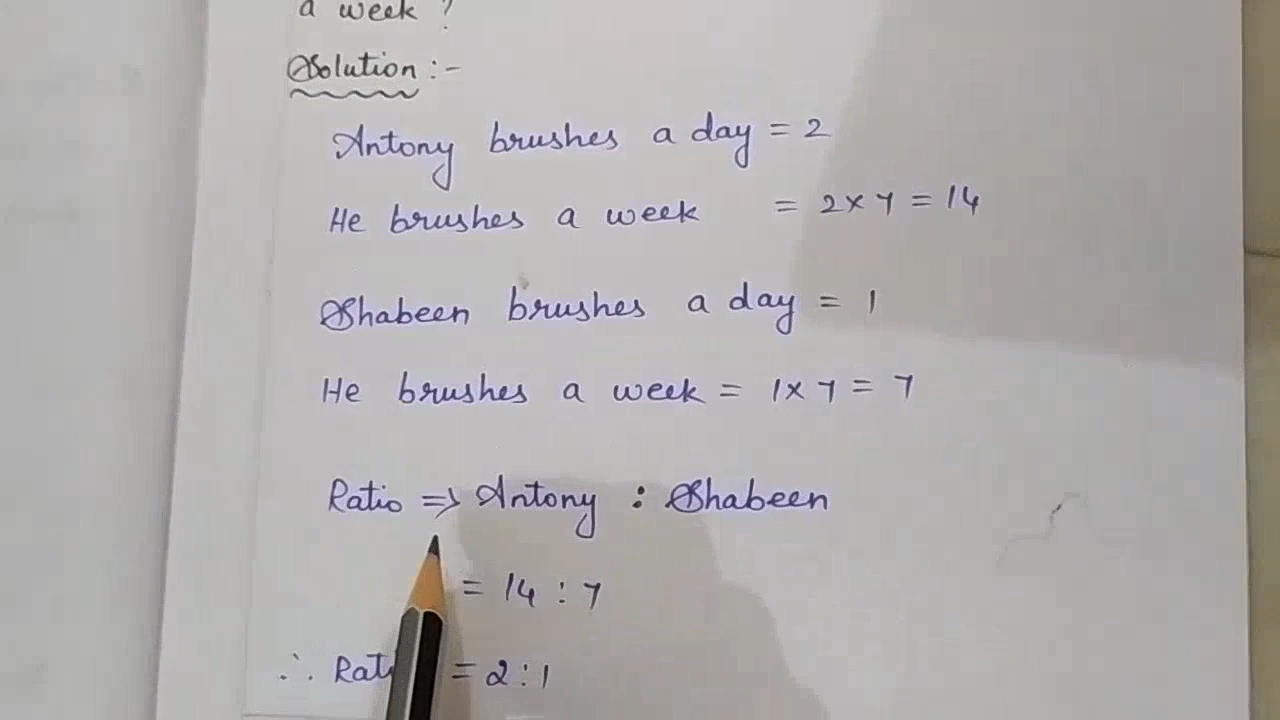 a week ?
Solution :-
Antony brushes a day = 2
He brushes a week = 2 × 7 = 14
Shabeen brushes a day = 1
He brushes a week = 1 × 7 = 7
Ratio => Antony : Shabeen
= 14 : 7
∴ = 2 : 1